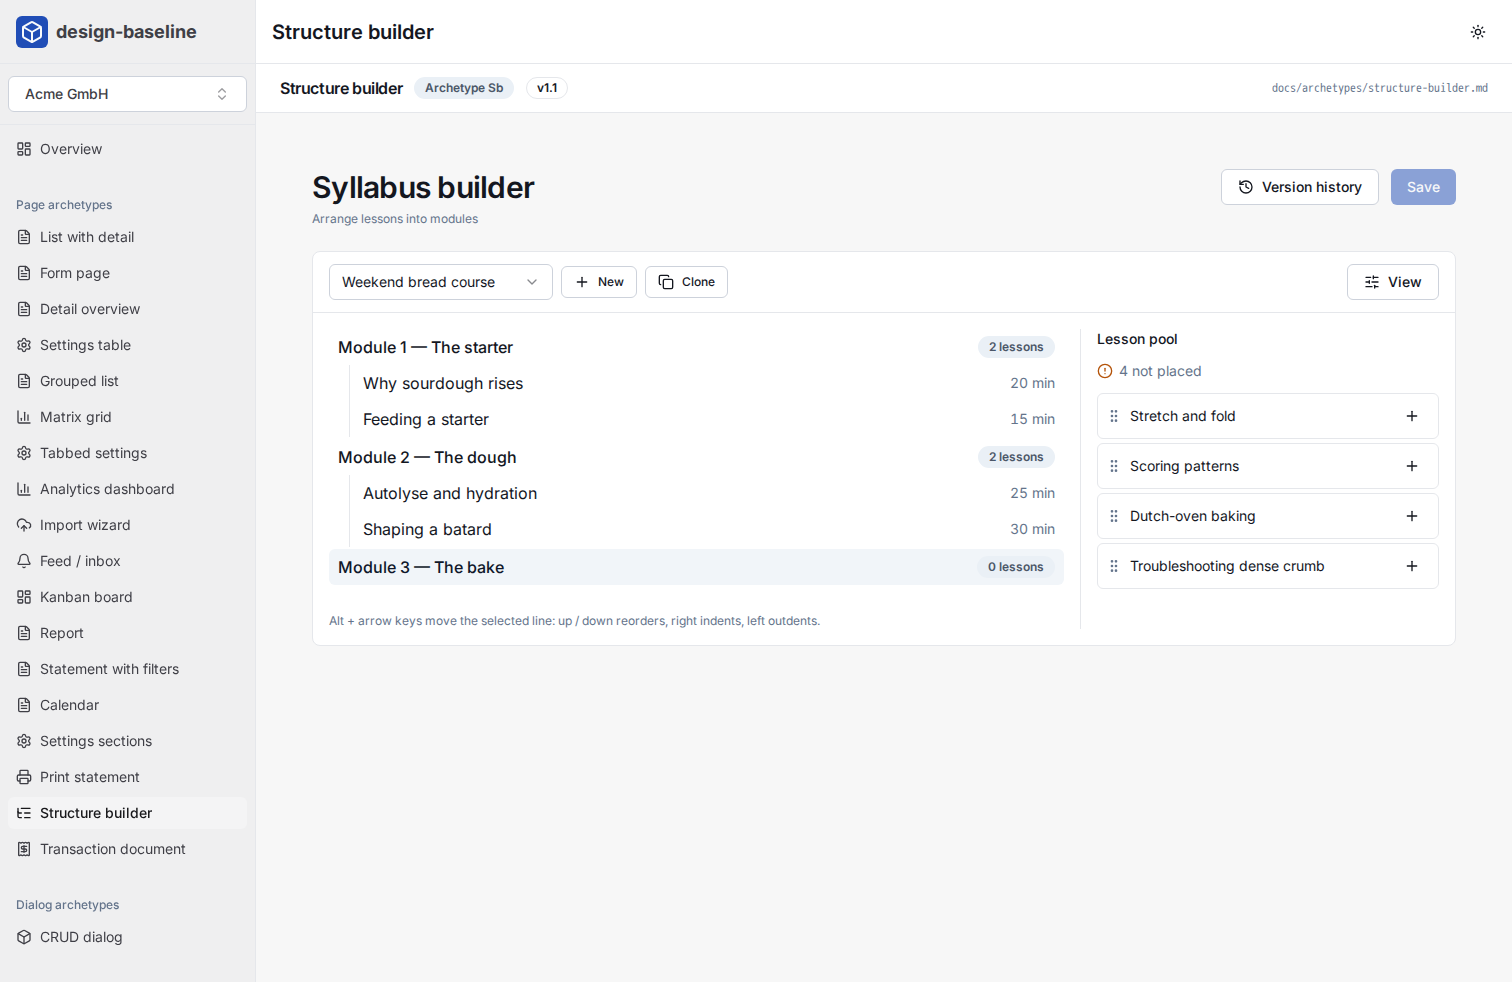 design-baseline
Structure builder
Acme GmbH
Structure builder
Archetype Sb
v1.1
docs/archetypes/structure-builder.md
Overview
Page archetypes
List with detail
Form page
Detail overview
Settings table
Grouped list
Matrix grid
Tabbed settings
Analytics dashboard
Import wizard
Feed / inbox
Kanban board
Report
Statement with filters
Calendar
Settings sections
Print statement
Structure builder
Transaction document
Dialog archetypes
CRUD dialog
Syllabus builder
Arrange lessons into modules
Version history
Save
Weekend bread course
New
Clone
View
Module 1 — The starter
2 lessons
Why sourdough rises
20 min
Feeding a starter
15 min
Module 2 — The dough
2 lessons
Autolyse and hydration
25 min
Shaping a batard
30 min
Module 3 — The bake
0 lessons
Alt + arrow keys move the selected line: up / down reorders, right indents, left outdents.
Lesson pool
4 not placed
Stretch and fold
Scoring patterns
Dutch-oven baking
Troubleshooting dense crumb